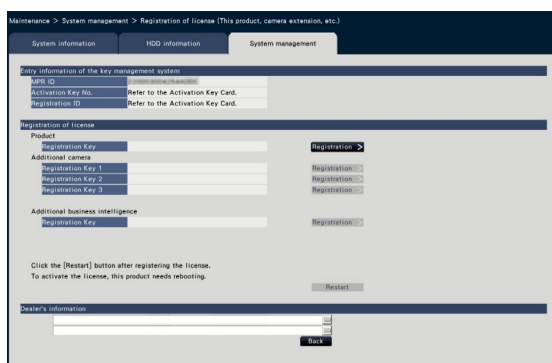 Maintenance > System management > Registration of license (This product, camera extension, etc.)
System information HDD information System management
Entry information of the key management system
MPR ID
Activation Key No. Refer to the Activation Key Card.
Registration ID Refer to the Activation Key Card.
Registration of license
Product
Registration Key Registration >
Additional camera
Registration Key 1 Registration >
Registration Key 2 Registration >
Registration Key 3 Registration >
Additional business intelligence
Registration Key Registration >
Click the [Restart] button after registering the license.
To activate the license, this product needs rebooting.
Restart
Dealer's information
Back